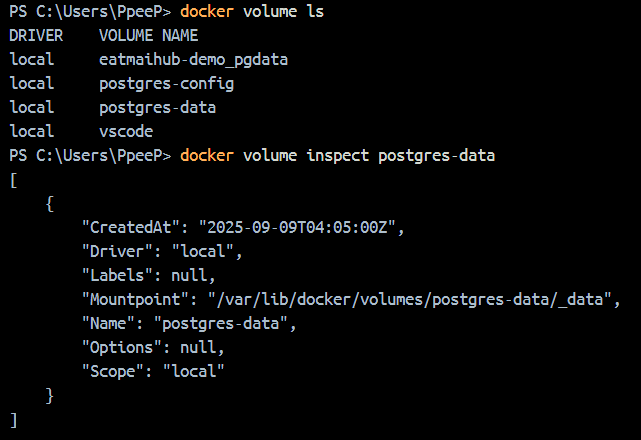 PS C:\Users\PpeeP> docker volume ls
DRIVER    VOLUME NAME
local     eatmaihub-demo_pgdata
local     postgres-config
local     postgres-data
local     vscode
PS C:\Users\PpeeP> docker volume inspect postgres-data
[
    {
        "CreatedAt": "2025-09-09T04:05:00Z",
        "Driver": "local",
        "Labels": null,
        "Mountpoint": "/var/lib/docker/volumes/postgres-data/_data",
        "Name": "postgres-data",
        "Options": null,
        "Scope": "local"
    }
]